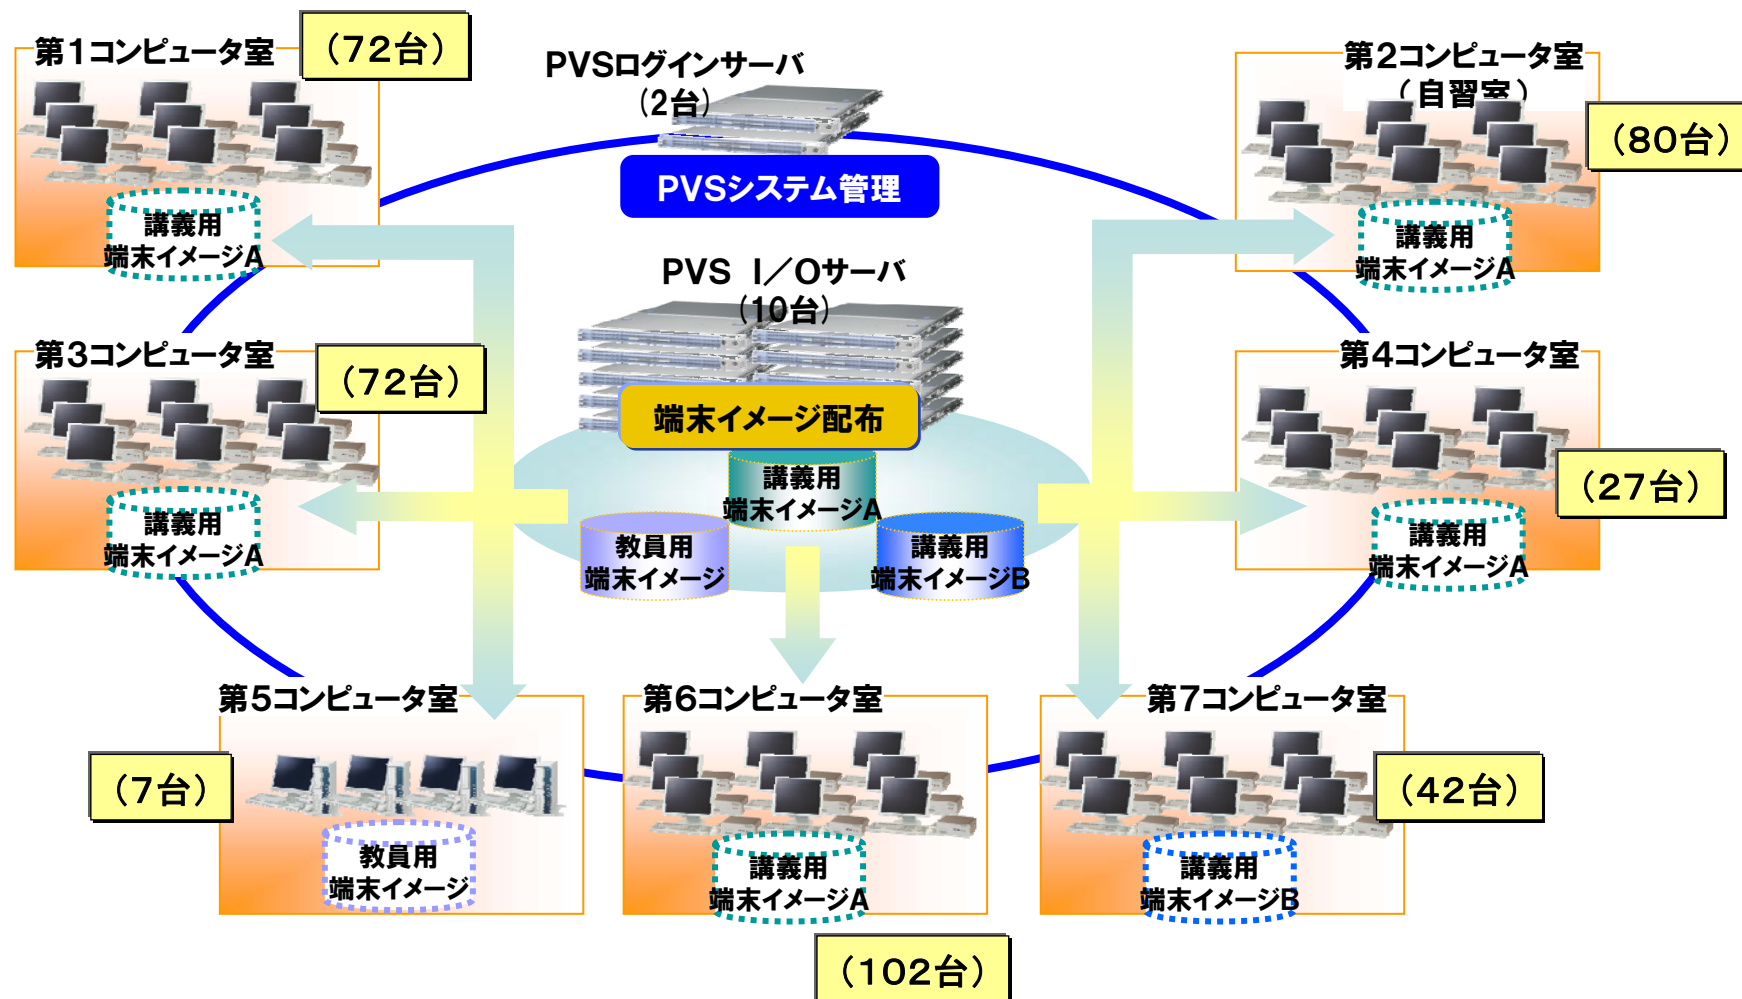 第1コンピュータ室
（72台）
講義用
端末イメージA
PVSログインサーバ
（2台）
PVSシステム管理
第2コンピュータ室
（自習室）
（80台）
講義用
端末イメージA
PVS　I／Oサーバ
（10台）
端末イメージ配布
講義用
端末イメージA
教員用
端末イメージ
講義用
端末イメージB
第3コンピュータ室
（72台）
講義用
端末イメージA
第4コンピュータ室
（27台）
講義用
端末イメージA
第5コンピュータ室
（7台）
教員用
端末イメージ
第6コンピュータ室
講義用
端末イメージA
（102台）
第7コンピュータ室
（42台）
講義用
端末イメージB